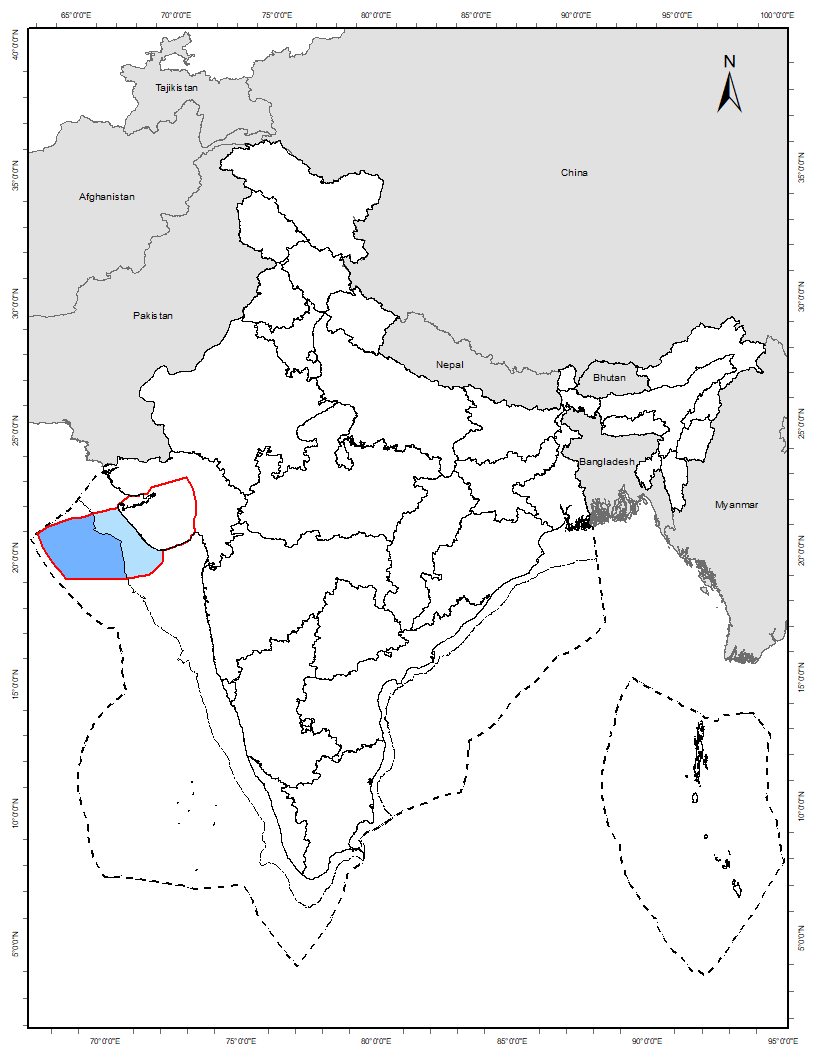 65°0'0"E 70°0'0"E 75°0'0"E 80°0'0"E 85°0'0"E 90°0'0"E 95°0'0"E 100°0'0"E
40°0'0"N
N
Tajikistan
35°0'0"N
35°0'0"N
China
Afghanistan
30°0'0"N
30°0'0"N
Pakistan
Nepal
Bhutan
25°0'0"N
25°0'0"N
Bangladesh
Myanmar
20°0'0"N
20°0'0"N
15°0'0"N
15°0'0"N
10°0'0"N
10°0'0"N
5°0'0"N
5°0'0"N
70°0'0"E 75°0'0"E 80°0'0"E 85°0'0"E 90°0'0"E 95°0'0"E